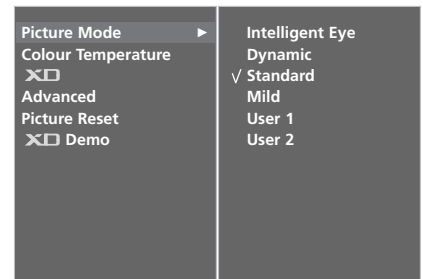 Picture Mode ►
Colour Temperature
XD
Advanced
Picture Reset
XD Demo
Intelligent Eye
Dynamic
√ Standard
Mild
User 1
User 2